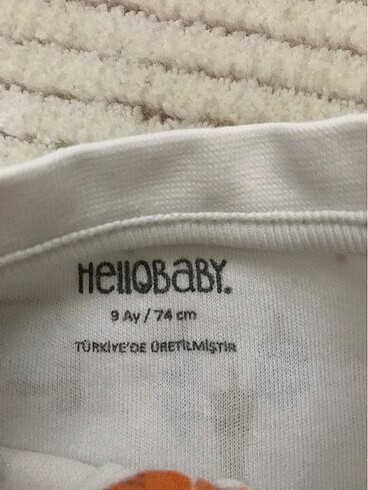 HelloBaby.
9 Ay / 74 cm
TÜRKİYE'DE ÜRETİLMİŞTİR